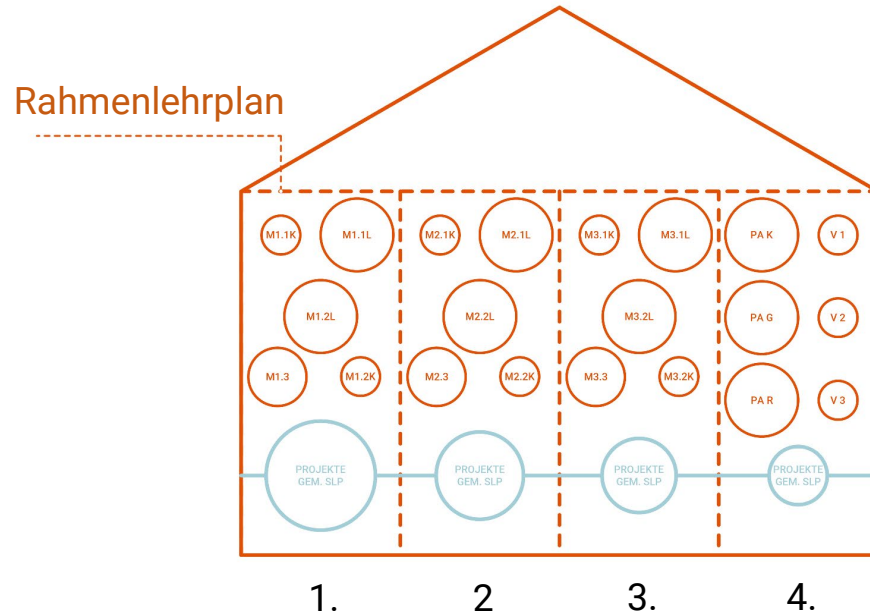 Rahmenlehrplan
M1.1K
M1.1L
M2.1K
M2.1L
M3.1K
M3.1L
PA K
V 1
M1.2L
M2.2L
M3.2L
PA G
V 2
M1.3
M1.2K
M2.3
M2.2K
M3.3
M3.2K
PA R
V 3
PROJEKTE
GEM. SLP
PROJEKTE
GEM. SLP
PROJEKTE
GEM. SLP
PROJEKTE
GEM. SLP
1.
2
3.
4.